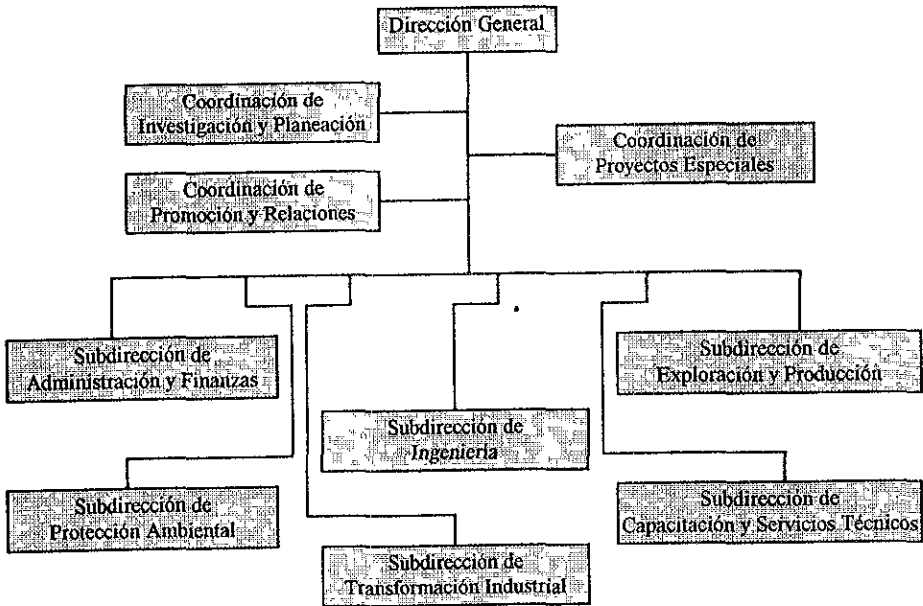 Dirección General
Coordinación de
Investigación y Planeación
Coordinación de
Proyectos Especiales
Coordinación de
Promoción y Relaciones
Subdirección de
Administración y Finanzas
Subdirección de
Exploración y Producción
Subdirección de
Ingeniería
Subdirección de
Protección Ambiental
Subdirección de
Capacitación y Servicios Técnicos
Subdirección de
Transformación Industrial